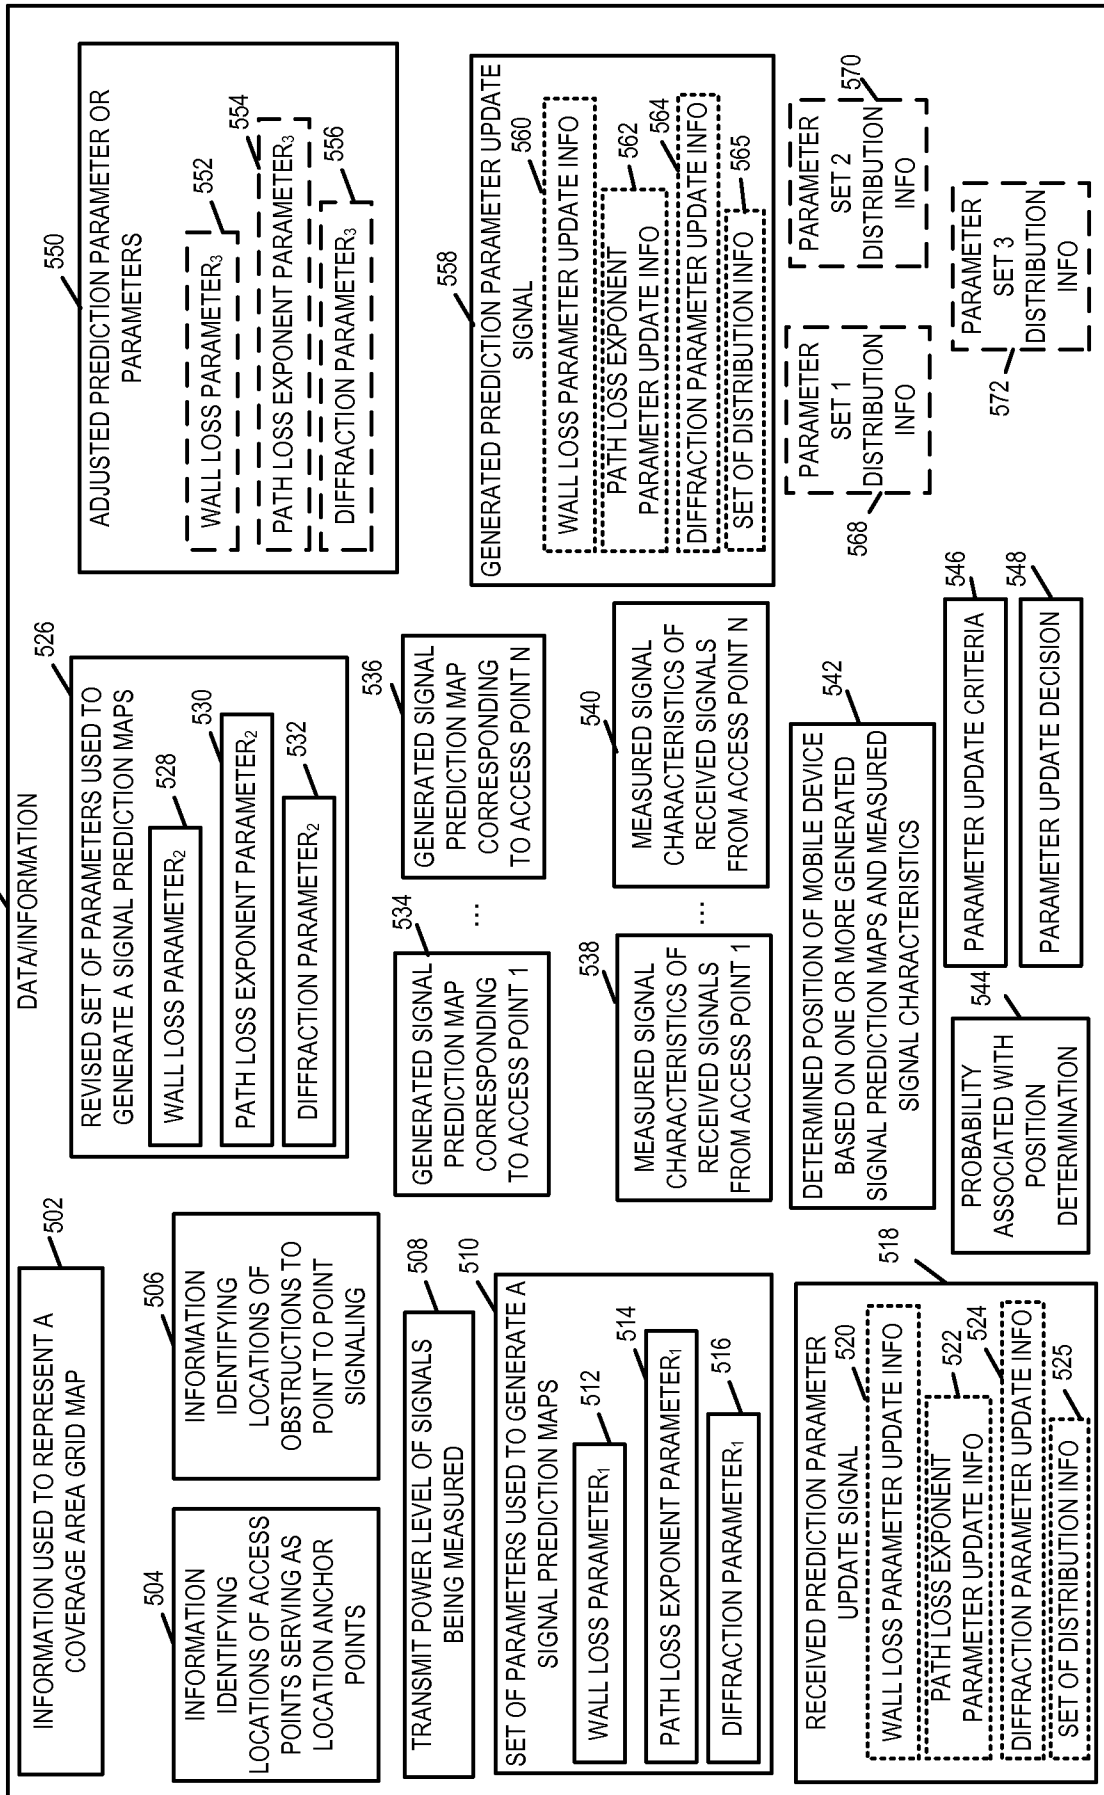 DATA/INFORMATION
INFORMATION USED TO REPRESENT A
COVERAGE AREA GRID MAP
502
504
INFORMATION
IDENTIFYING
LOCATIONS OF ACCESS
POINTS SERVING AS
LOCATION ANCHOR
POINTS
506
INFORMATION
IDENTIFYING
LOCATIONS OF
OBSTRUCTIONS TO
POINT TO POINT
SIGNALING
TRANSMIT POWER LEVEL OF SIGNALS
BEING MEASURED
508
510
SET OF PARAMETERS USED TO GENERATE A
SIGNAL PREDICTION MAPS
WALL LOSS PARAMETER₁
512
PATH LOSS EXPONENT PARAMETER₁
514
DIFFRACTION PARAMETER₁
516
RECEIVED PREDICTION PARAMETER
UPDATE SIGNAL
518
WALL LOSS PARAMETER UPDATE INFO
520
PATH LOSS EXPONENT
PARAMETER UPDATE INFO
522
DIFFRACTION PARAMETER UPDATE INFO
524
SET OF DISTRIBUTION INFO
525
526
REVISED SET OF PARAMETERS USED TO
GENERATE A SIGNAL PREDICTION MAPS
WALL LOSS PARAMETER₂
528
PATH LOSS EXPONENT PARAMETER₂
530
DIFFRACTION PARAMETER₂
532
534
GENERATED SIGNAL
PREDICTION MAP
CORRESPONDING
TO ACCESS POINT 1
...
536
GENERATED SIGNAL
PREDICTION MAP
CORRESPONDING
TO ACCESS POINT N
538
MEASURED SIGNAL
CHARACTERISTICS OF
RECEIVED SIGNALS
FROM ACCESS POINT 1
...
540
MEASURED SIGNAL
CHARACTERISTICS OF
RECEIVED SIGNALS
FROM ACCESS POINT N
DETERMINED POSITION OF MOBILE DEVICE
BASED ON ONE OR MORE GENERATED
SIGNAL PREDICTION MAPS AND MEASURED
SIGNAL CHARACTERISTICS
542
PROBABILITY
ASSOCIATED WITH
POSITION
DETERMINATION
544
PARAMETER UPDATE CRITERIA
546
PARAMETER UPDATE DECISION
548
550
ADJUSTED PREDICTION PARAMETER OR
PARAMETERS
WALL LOSS PARAMETER₃
552
PATH LOSS EXPONENT PARAMETER₃
554
DIFFRACTION PARAMETER₃
556
558
GENERATED PREDICTION PARAMETER UPDATE
SIGNAL
WALL LOSS PARAMETER UPDATE INFO
560
PATH LOSS EXPONENT
PARAMETER UPDATE INFO
562
DIFFRACTION PARAMETER UPDATE INFO
564
SET OF DISTRIBUTION INFO
565
PARAMETER
SET 1
DISTRIBUTION
INFO
568
PARAMETER
SET 2
DISTRIBUTION
INFO
570
PARAMETER
SET 3
DISTRIBUTION
INFO
572